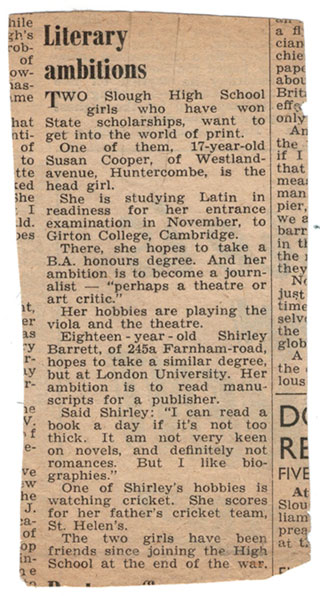 Literary
ambitions
TWO Slough High School
girls who have won
State scholarships, want to
get into the world of print.
One of them, 17-year-old
Susan Cooper, of Westland-
avenue, Huntercombe, is the
head girl.
She is studying Latin in
readiness for her entrance
examination in November, to
Girton College, Cambridge.
There, she hopes to take a
B.A. honours degree. And her
ambition is to become a journ-
alist — "perhaps a theatre or
art critic."
Her hobbies are playing the
viola and the theatre.
Eighteen-year-old Shirley
Barrett, of 245a Farnham-road,
hopes to take a similar degree,
but at London University. Her
ambition is to read manu-
scripts for a publisher.
Said Shirley: "I can read a
book a day if it's not too
thick. I am not very keen
on novels, and definitely not
romances. But I like bio-
graphies."
One of Shirley's hobbies is
watching cricket. She scores
for her father's cricket team,
St. Helen's.
The two girls have been
friends since joining the High
School at the end of the war.